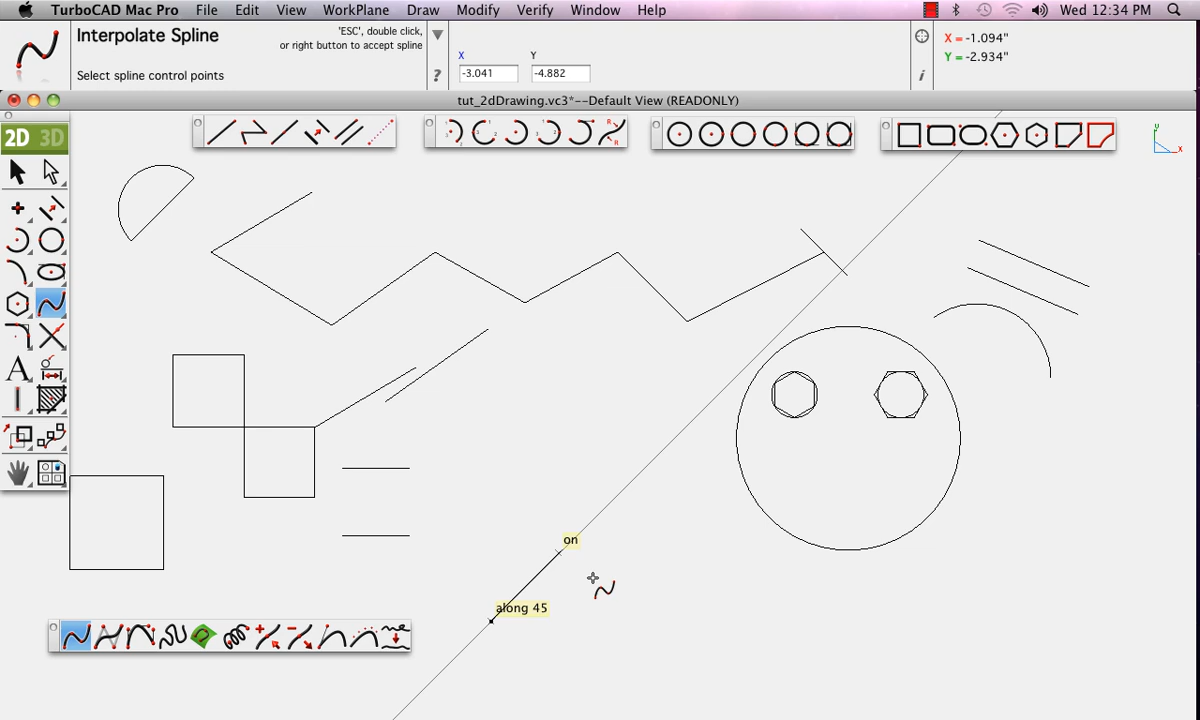 TurboCAD Mac Pro File Edit View WorkPlane Draw Modify Verify Window Help Wed 12:34 PM
Interpolate Spline
'ESC', double click,
or right button to accept spline
Select spline control points
?
X Y
-3.041 -4.882
i
X = -1.094"
Y = -2.934"
tut_2dDrawing.vc3*--Default View (READONLY)
2D 3D
A
y
x
on
along 45